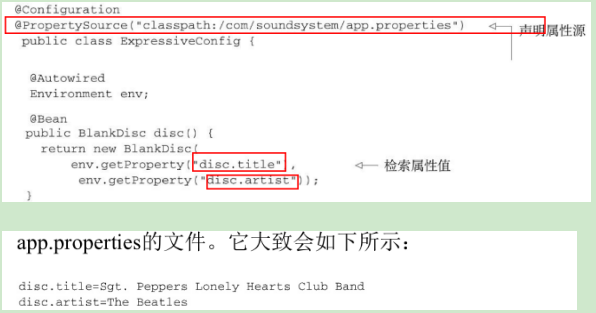 @Configuration
@PropertySource("classpath:/com/soundsystem/app.properties")
声明属性源
public class ExpressiveConfig {
@Autowired
Environment env;
@Bean
public BlankDisc disc() {
return new BlankDisc(
env.getProperty("disc.title"),
检索属性值
env.getProperty("disc.artist"));
}
app.properties的文件。它大致会如下所示：
disc.title=Sgt. Peppers Lonely Hearts Club Band
disc.artist=The Beatles